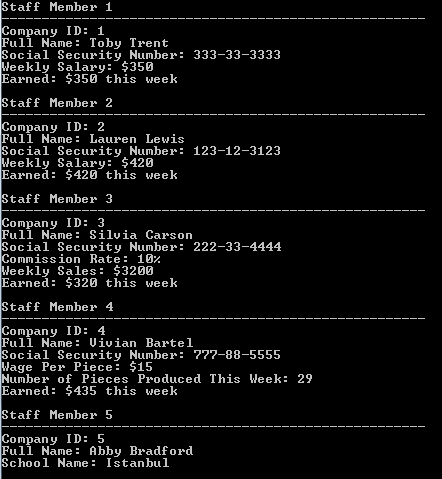 Staff Member 1
-----------------------------------------------------
Company ID: 1
Full Name: Toby Trent
Social Security Number: 333-33-3333
Weekly Salary: $350
Earned: $350 this week
Staff Member 2
-----------------------------------------------------
Company ID: 2
Full Name: Lauren Lewis
Social Security Number: 123-12-3123
Weekly Salary: $420
Earned: $420 this week
Staff Member 3
-----------------------------------------------------
Company ID: 3
Full Name: Silvia Carson
Social Security Number: 222-33-4444
Commission Rate: 10%
Weekly Sales: $3200
Earned: $320 this week
Staff Member 4
-----------------------------------------------------
Company ID: 4
Full Name: Vivian Bartel
Social Security Number: 777-88-5555
Wage Per Piece: $15
Number of Pieces Produced This Week: 29
Earned: $435 this week
Staff Member 5
-----------------------------------------------------
Company ID: 5
Full Name: Abby Bradford
School Name: Istanbul